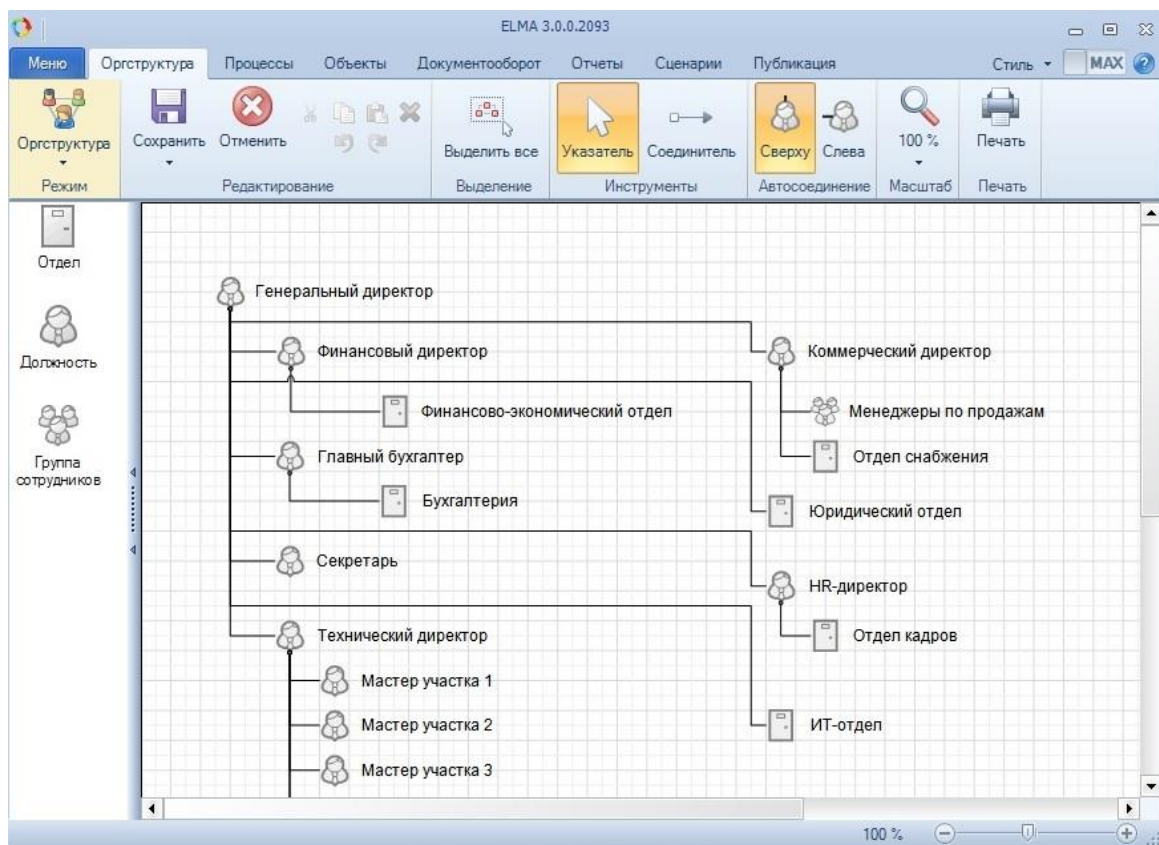 ELMA 3.0.0.2093
Меню Оргструктура Процессы Объекты Документооборот Отчеты Сценарии Публикация Стиль MAX
Оргструктура Сохранить Отменить Выделить все Указатель Соединитель Сверху Слева 100 % Печать
Режим Редактирование Выделение Инструменты Автосоединение Масштаб Печать
Отдел
Должность
Группа
сотрудников
Генеральный директор
Финансовый директор Коммерческий директор
Финансово-экономический отдел Менеджеры по продажам
Главный бухгалтер Отдел снабжения
Бухгалтерия Юридический отдел
Секретарь HR-директор
Технический директор Отдел кадров
Мастер участка 1
Мастер участка 2 ИТ-отдел
Мастер участка 3
100 %